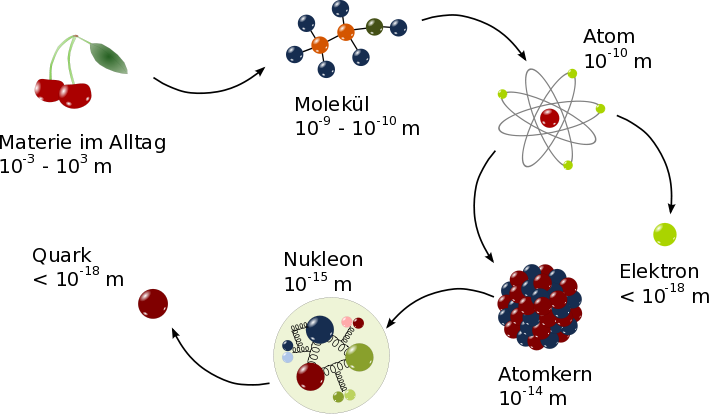 Materie im Alltag
10⁻³ - 10³ m
Molekül
10⁻⁹ - 10⁻¹⁰ m
Atom
10⁻¹⁰ m
Elektron
< 10⁻¹⁸ m
Atomkern
10⁻¹⁴ m
Nukleon
10⁻¹⁵ m
Quark
< 10⁻¹⁸ m